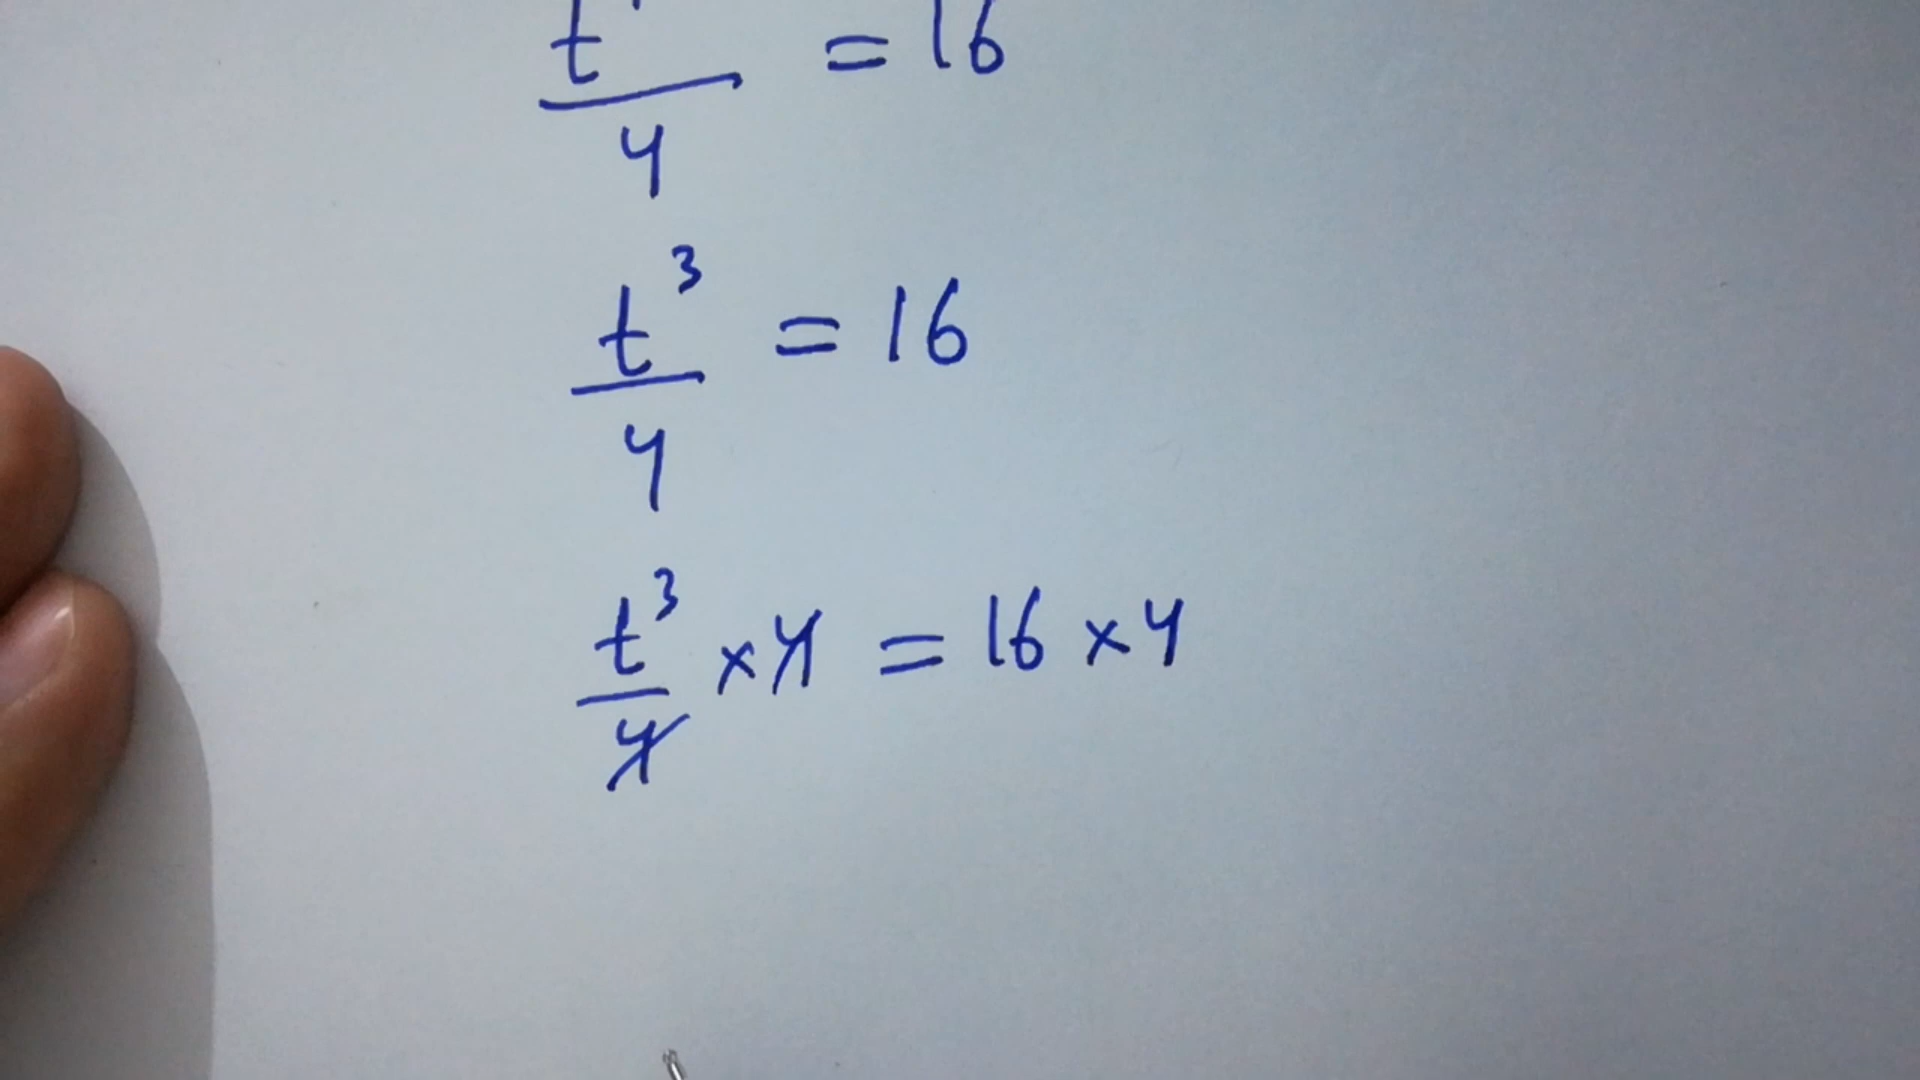 t / 4 = 16
t³ / 4 = 16
t³ / 4 × 4 = 16 × 4